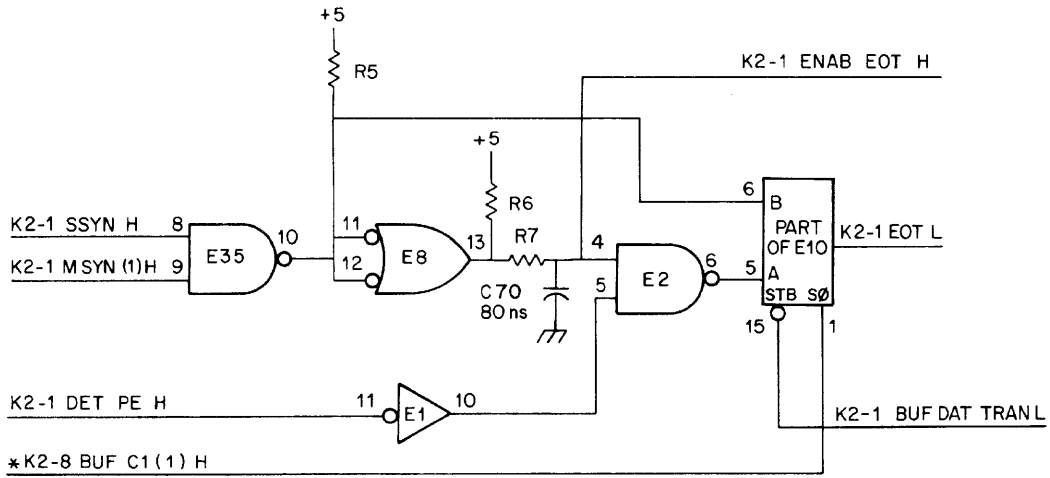 +5
R5
K2-1 ENAB EOT H
+5
R6
6
B
K2-1 SSYN H
8
E35
10
11
12
E8
13
R7
4
PART
OF E10
K2-1 EOT L
K2-1 MSYN (1) H
9
C70
80ns
5
E2
6
5
A
STB SØ
15
1
K2-1 DET PE H
11
E1
10
K2-1 BUF DAT TRAN L
*K2-8 BUF C1 (1) H